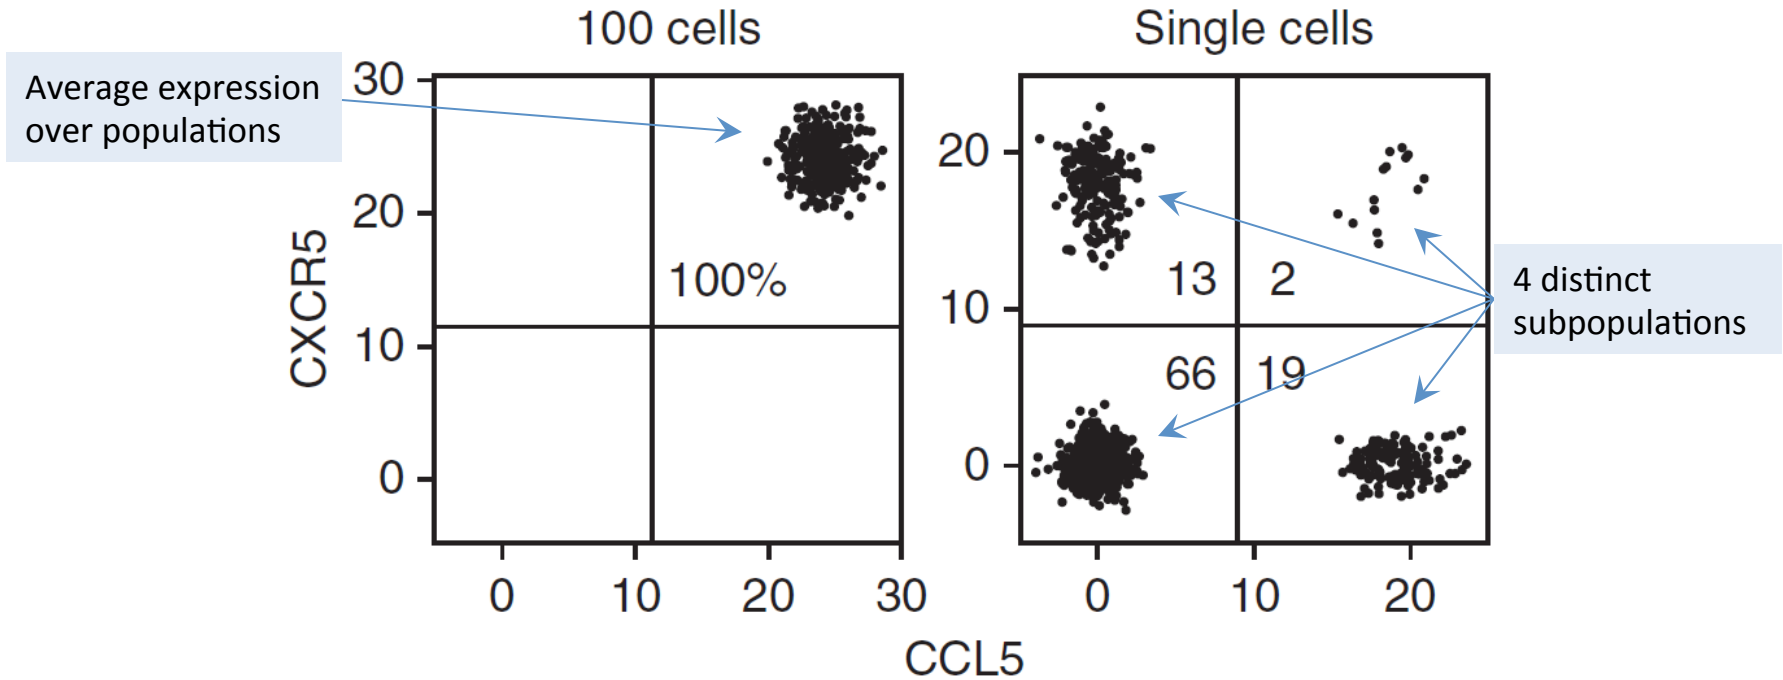 100 cells
Single cells
Average expression
over populations
30
20
10
0
CXCR5
100%
0
10
20
30
20
10
0
13
2
66
19
0
10
20
CCL5
4 distinct
subpopulations